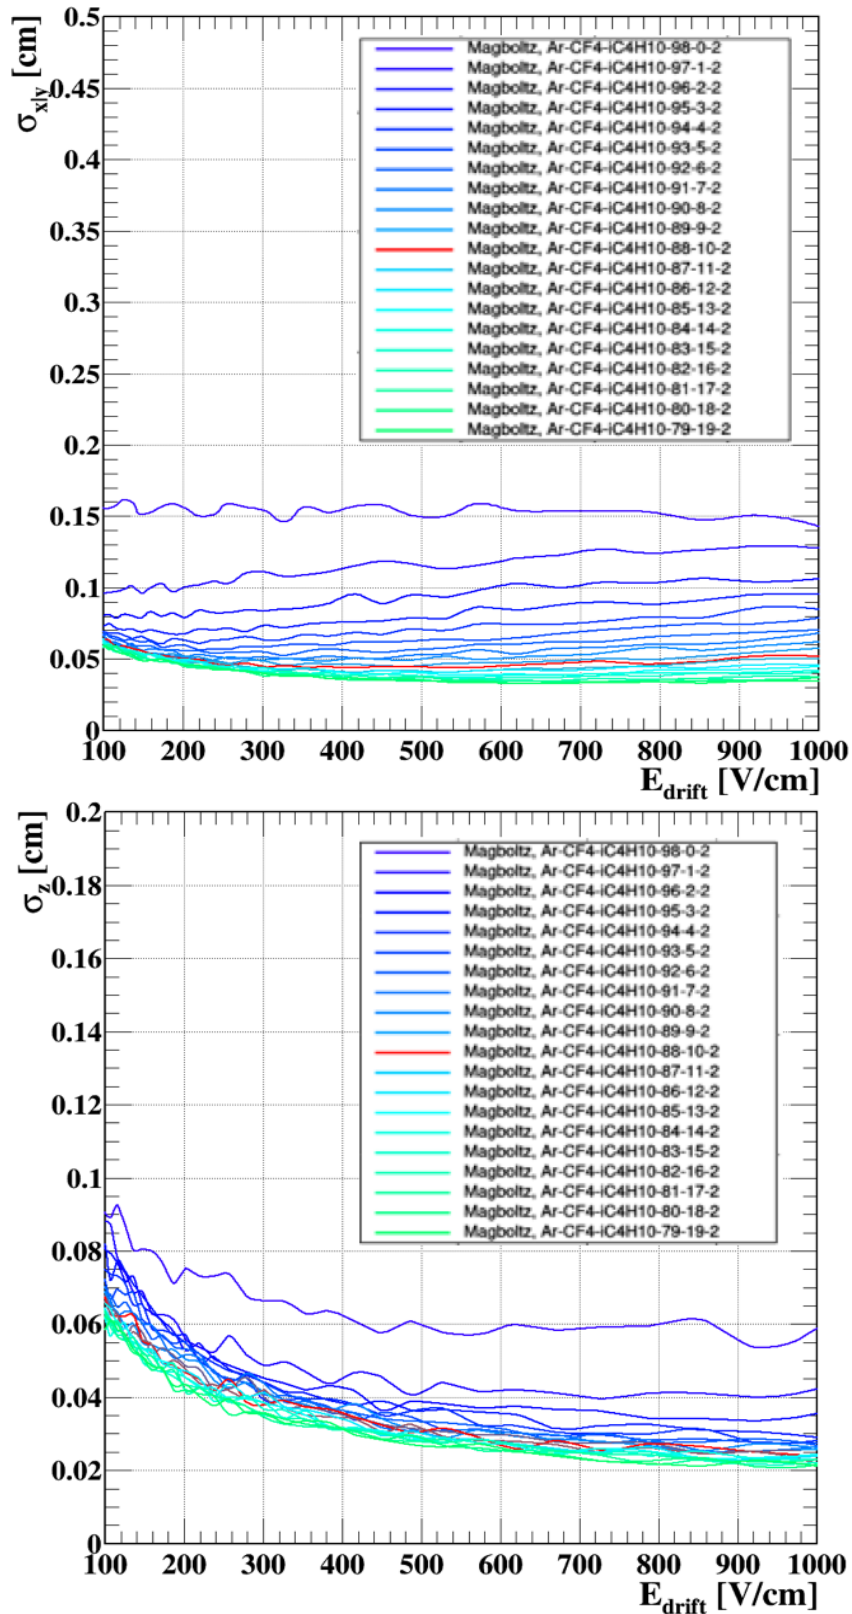 σx|y [cm]
0.5
0.45
0.4
0.35
0.3
0.25
0.2
0.15
0.1
0.05
0
Magboltz, Ar-CF4-iC4H10-98-0-2
Magboltz, Ar-CF4-iC4H10-97-1-2
Magboltz, Ar-CF4-iC4H10-96-2-2
Magboltz, Ar-CF4-iC4H10-95-3-2
Magboltz, Ar-CF4-iC4H10-94-4-2
Magboltz, Ar-CF4-iC4H10-93-5-2
Magboltz, Ar-CF4-iC4H10-92-6-2
Magboltz, Ar-CF4-iC4H10-91-7-2
Magboltz, Ar-CF4-iC4H10-90-8-2
Magboltz, Ar-CF4-iC4H10-89-9-2
Magboltz, Ar-CF4-iC4H10-88-10-2
Magboltz, Ar-CF4-iC4H10-87-11-2
Magboltz, Ar-CF4-iC4H10-86-12-2
Magboltz, Ar-CF4-iC4H10-85-13-2
Magboltz, Ar-CF4-iC4H10-84-14-2
Magboltz, Ar-CF4-iC4H10-83-15-2
Magboltz, Ar-CF4-iC4H10-82-16-2
Magboltz, Ar-CF4-iC4H10-81-17-2
Magboltz, Ar-CF4-iC4H10-80-18-2
Magboltz, Ar-CF4-iC4H10-79-19-2
100 200 300 400 500 600 700 800 900 1000
Edrift [V/cm]
σz [cm]
0.2
0.18
0.16
0.14
0.12
0.1
0.08
0.06
0.04
0.02
0
Magboltz, Ar-CF4-iC4H10-98-0-2
Magboltz, Ar-CF4-iC4H10-97-1-2
Magboltz, Ar-CF4-iC4H10-96-2-2
Magboltz, Ar-CF4-iC4H10-95-3-2
Magboltz, Ar-CF4-iC4H10-94-4-2
Magboltz, Ar-CF4-iC4H10-93-5-2
Magboltz, Ar-CF4-iC4H10-92-6-2
Magboltz, Ar-CF4-iC4H10-91-7-2
Magboltz, Ar-CF4-iC4H10-90-8-2
Magboltz, Ar-CF4-iC4H10-89-9-2
Magboltz, Ar-CF4-iC4H10-88-10-2
Magboltz, Ar-CF4-iC4H10-87-11-2
Magboltz, Ar-CF4-iC4H10-86-12-2
Magboltz, Ar-CF4-iC4H10-85-13-2
Magboltz, Ar-CF4-iC4H10-84-14-2
Magboltz, Ar-CF4-iC4H10-83-15-2
Magboltz, Ar-CF4-iC4H10-82-16-2
Magboltz, Ar-CF4-iC4H10-81-17-2
Magboltz, Ar-CF4-iC4H10-80-18-2
Magboltz, Ar-CF4-iC4H10-79-19-2
100 200 300 400 500 600 700 800 900 1000
Edrift [V/cm]